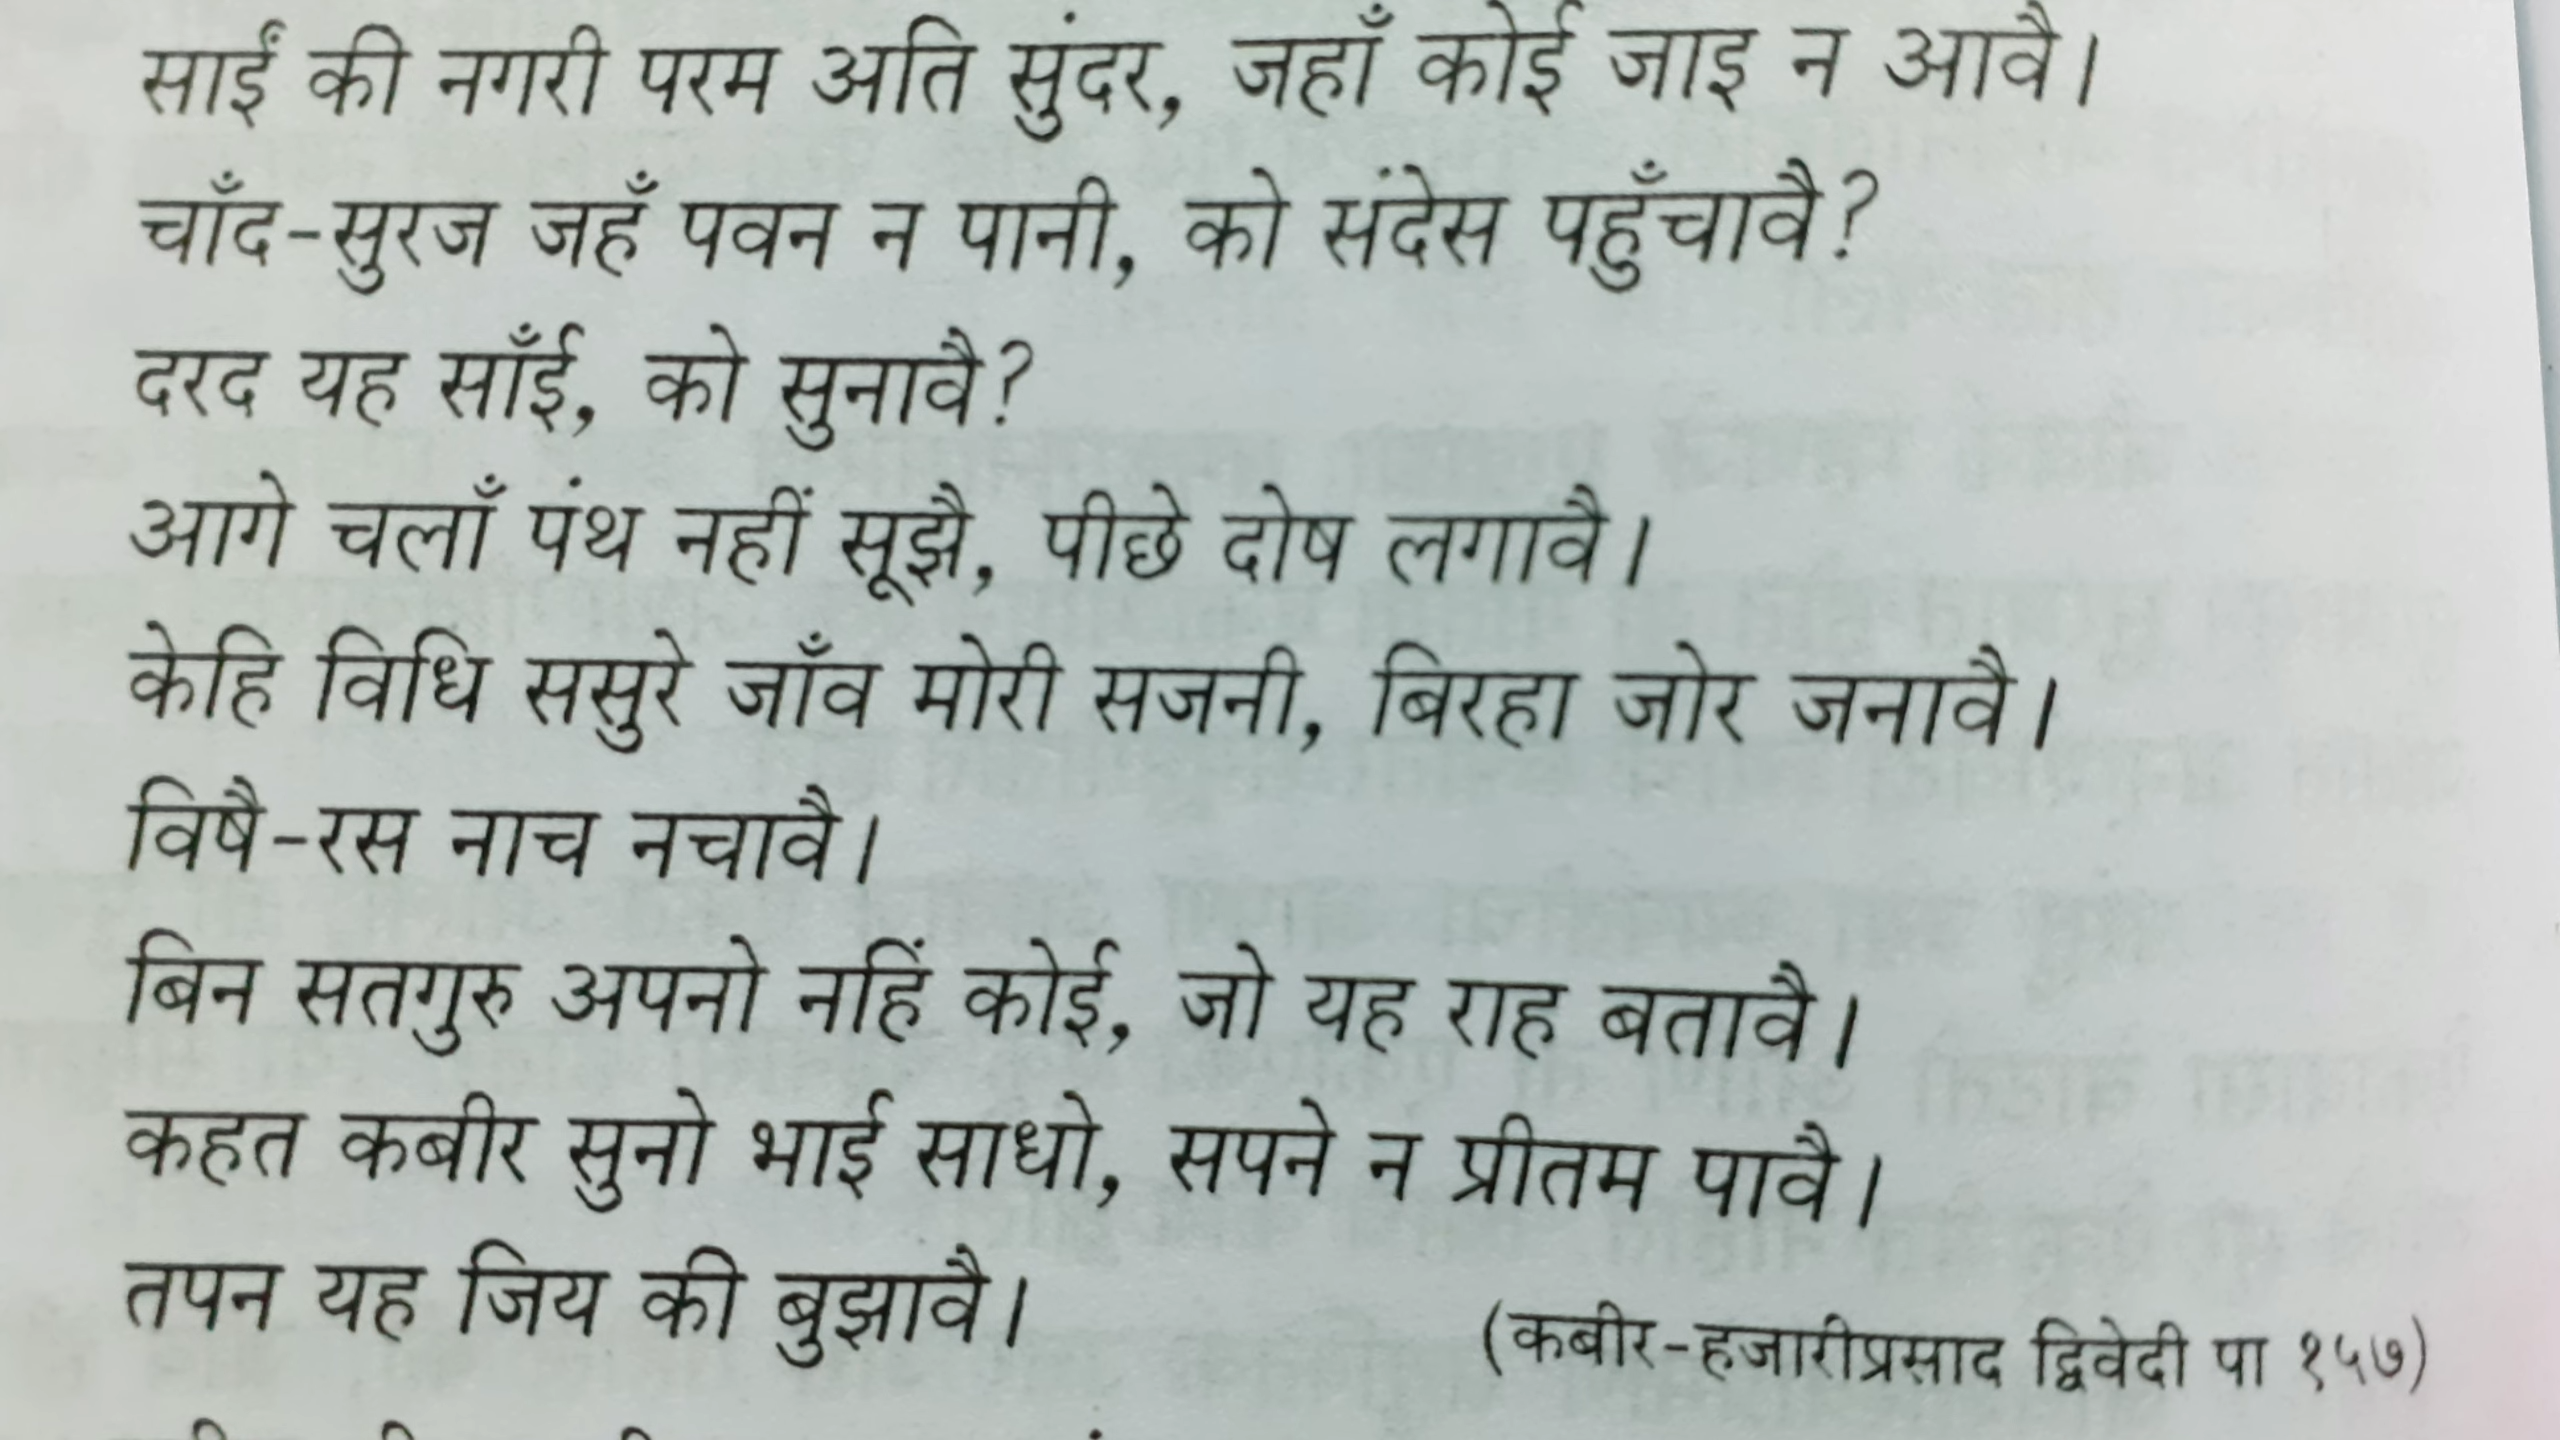 साईं की नगरी परम अति सुंदर, जहाँ कोई जाइ न आवै।
चाँद-सुरज जहँ पवन न पानी, को संदेस पहुँचावै?
दरद यह साँई, को सुनावै?
आगे चलाँ पंथ नहीं सूझै, पीछे दोष लगावै।
केहि विधि ससुरे जाँव मोरी सजनी, बिरहा जोर जनावै।
विषै-रस नाच नचावै।
बिन सतगुरु अपनो नहिं कोई, जो यह राह बतावै।
कहत कबीर सुनो भाई साधो, सपने न प्रीतम पावै।
तपन यह जिय की बुझावै।
(कबीर-हजारीप्रसाद द्विवेदी पा १५७)